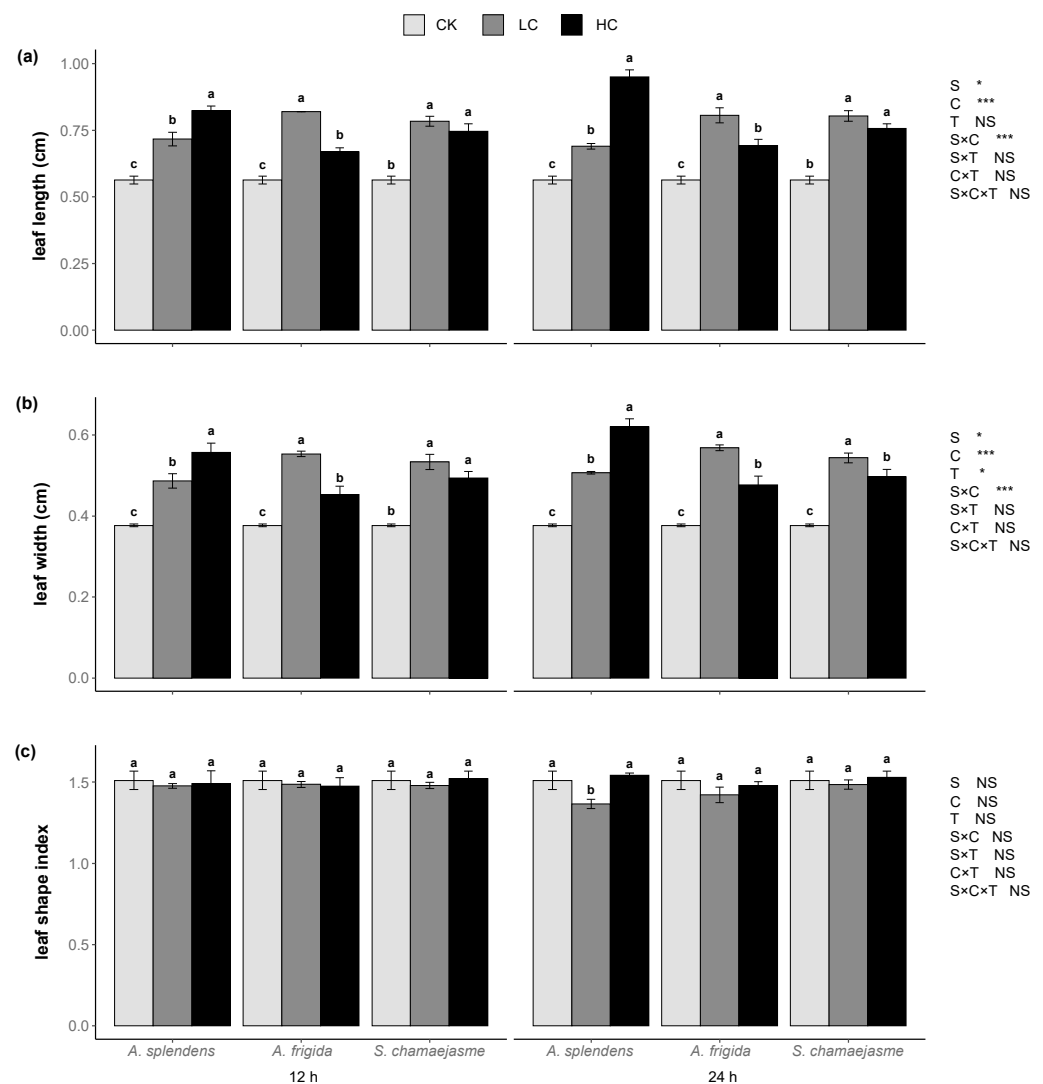 CK LC HC
(a)
leaf length (cm)
1.00
0.75
0.50
0.25
0.00
c b a c a b b a a
c b a c a b b a a
S *
C ***
T NS
S×C ***
S×T NS
C×T NS
S×C×T NS
(b)
leaf width (cm)
0.6
0.4
0.2
0.0
c b a c a b b a a
c b a c a b c a b
S *
C ***
T *
S×C ***
S×T NS
C×T NS
S×C×T NS
(c)
leaf shape index
1.5
1.0
0.5
0.0
a a a a a a a a a
a b a a a a a a a
S NS
C NS
T NS
S×C NS
S×T NS
C×T NS
S×C×T NS
A. splendens A. frigida S. chamaejasme A. splendens A. frigida S. chamaejasme
12 h 24 h